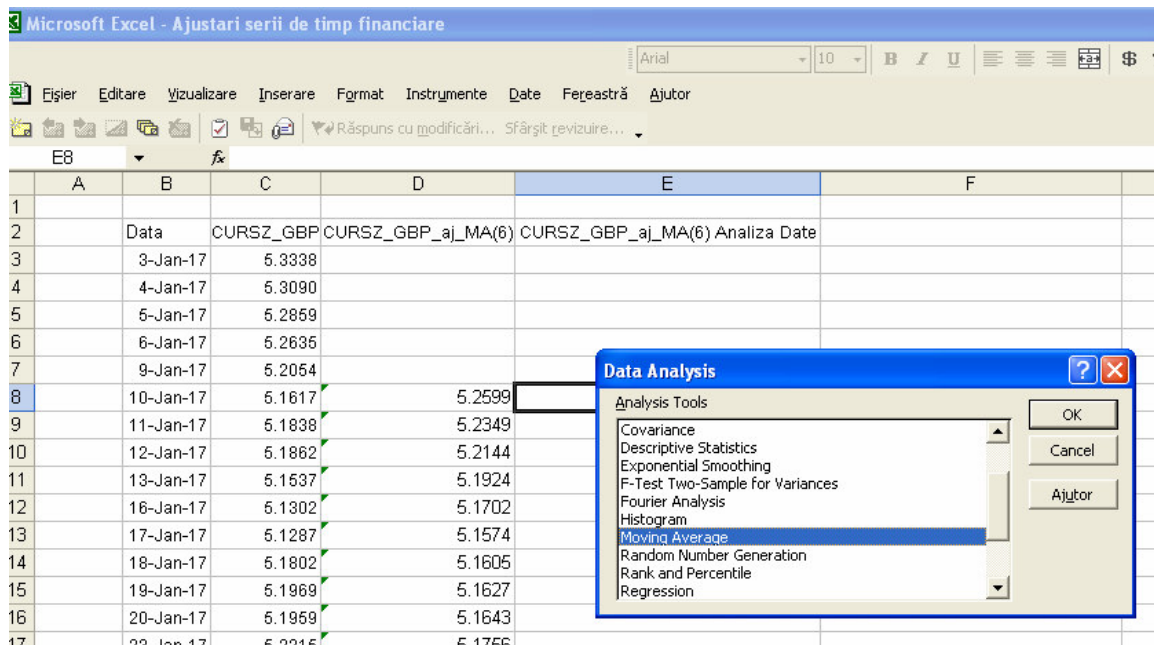 Microsoft Excel - Ajustari serii de timp financiare
Arial 10 B I U $
Fişier Editare Vizualizare Inserare Format Instrumente Date Fereastră Ajutor
Răspuns cu modificări... Sfârşit revizuire...
E8 fx
A B C D E F
1
2 Data CURSZ_GBP CURSZ_GBP_aj_MA(6) CURSZ_GBP_aj_MA(6) Analiza Date
3 3-Jan-17 5.3338
4 4-Jan-17 5.3090
5 5-Jan-17 5.2859
6 6-Jan-17 5.2635
7 9-Jan-17 5.2054
8 10-Jan-17 5.1617 5.2599
9 11-Jan-17 5.1838 5.2349
10 12-Jan-17 5.1862 5.2144
11 13-Jan-17 5.1537 5.1924
12 16-Jan-17 5.1302 5.1702
13 17-Jan-17 5.1287 5.1574
14 18-Jan-17 5.1802 5.1605
15 19-Jan-17 5.1969 5.1627
16 20-Jan-17 5.1959 5.1643
17
Data Analysis
Analysis Tools
Covariance
Descriptive Statistics
Exponential Smoothing
F-Test Two-Sample for Variances
Fourier Analysis
Histogram
Moving Average
Random Number Generation
Rank and Percentile
Regression
OK
Cancel
Ajutor